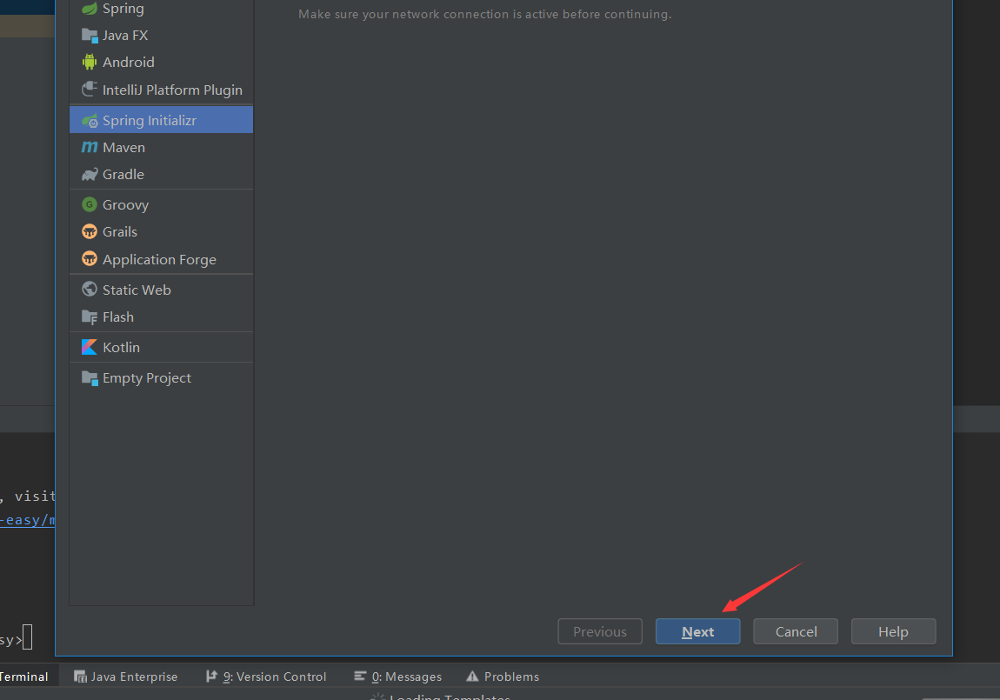 Spring
Make sure your network connection is active before continuing.
Java FX
Android
IntelliJ Platform Plugin
Spring Initializr
m Maven
Gradle
G Groovy
Grails
Application Forge
Static Web
F Flash
Kotlin
Empty Project
, visit
-easy/m
sy>
Previous
Next
Cancel
Help
Terminal
Java Enterprise
9: Version Control
0: Messages
Problems
Loading Templates